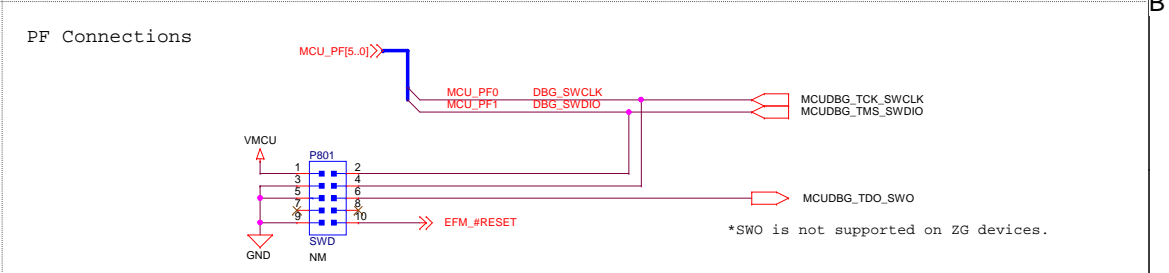 B
PF Connections
MCU_PF[5..0]
MCU_PF0 DBG_SWCLK
MCUDBG_TCK_SWCLK
MCU_PF1 DBG_SWDIO
MCUDBG_TMS_SWDIO
VMCU
P801
1 2
3 4
5 6
MCUDBG_TDO_SWO
7 8
9 10
EFM_#RESET
*SWO is not supported on ZG devices.
SWD
GND
NM